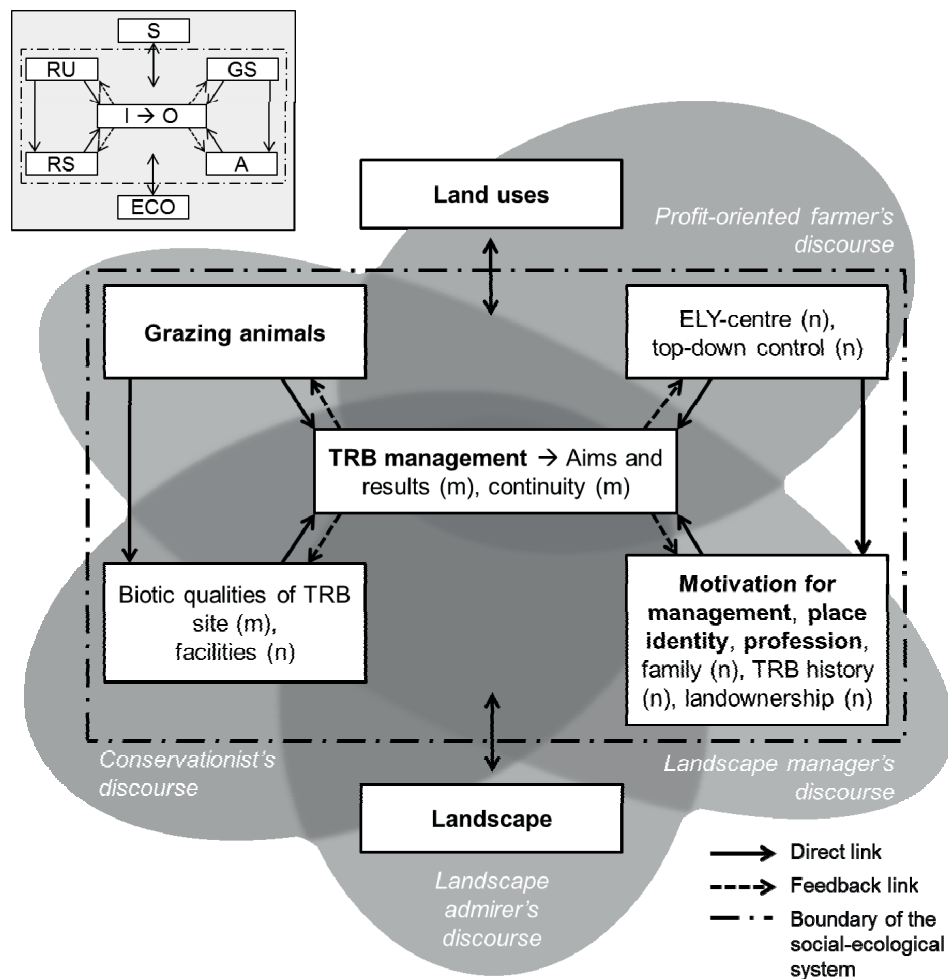 S
RU
GS
I → O
RS
A
ECO
Land uses
Profit-oriented farmer's
discourse
Grazing animals
ELY-centre (n),
top-down control (n)
TRB management → Aims and
results (m), continuity (m)
Biotic qualities of TRB
site (m),
facilities (n)
Motivation for
management, place
identity, profession,
family (n), TRB history
(n), landownership (n)
Conservationist's
discourse
Landscape manager's
discourse
Landscape
Landscape
admirer's
discourse
Direct link
Feedback link
Boundary of the
social-ecological
system